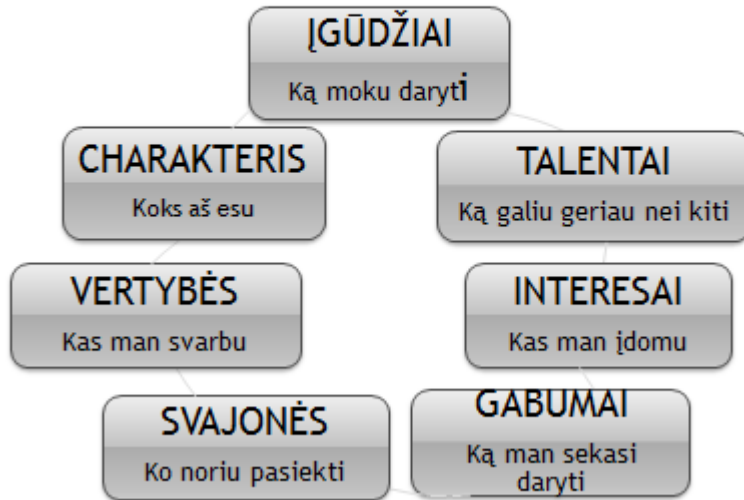 ĮGŪDŽIAI
Ką moku daryti
CHARAKTERIS
Koks aš esu
TALENTAI
Ką galiu geriau nei kiti
VERTYBĖS
Kas man svarbu
INTERESAI
Kas man įdomu
SVAJONĖS
Ko noriu pasiekti
GABUMAI
Ką man sekasi
daryti